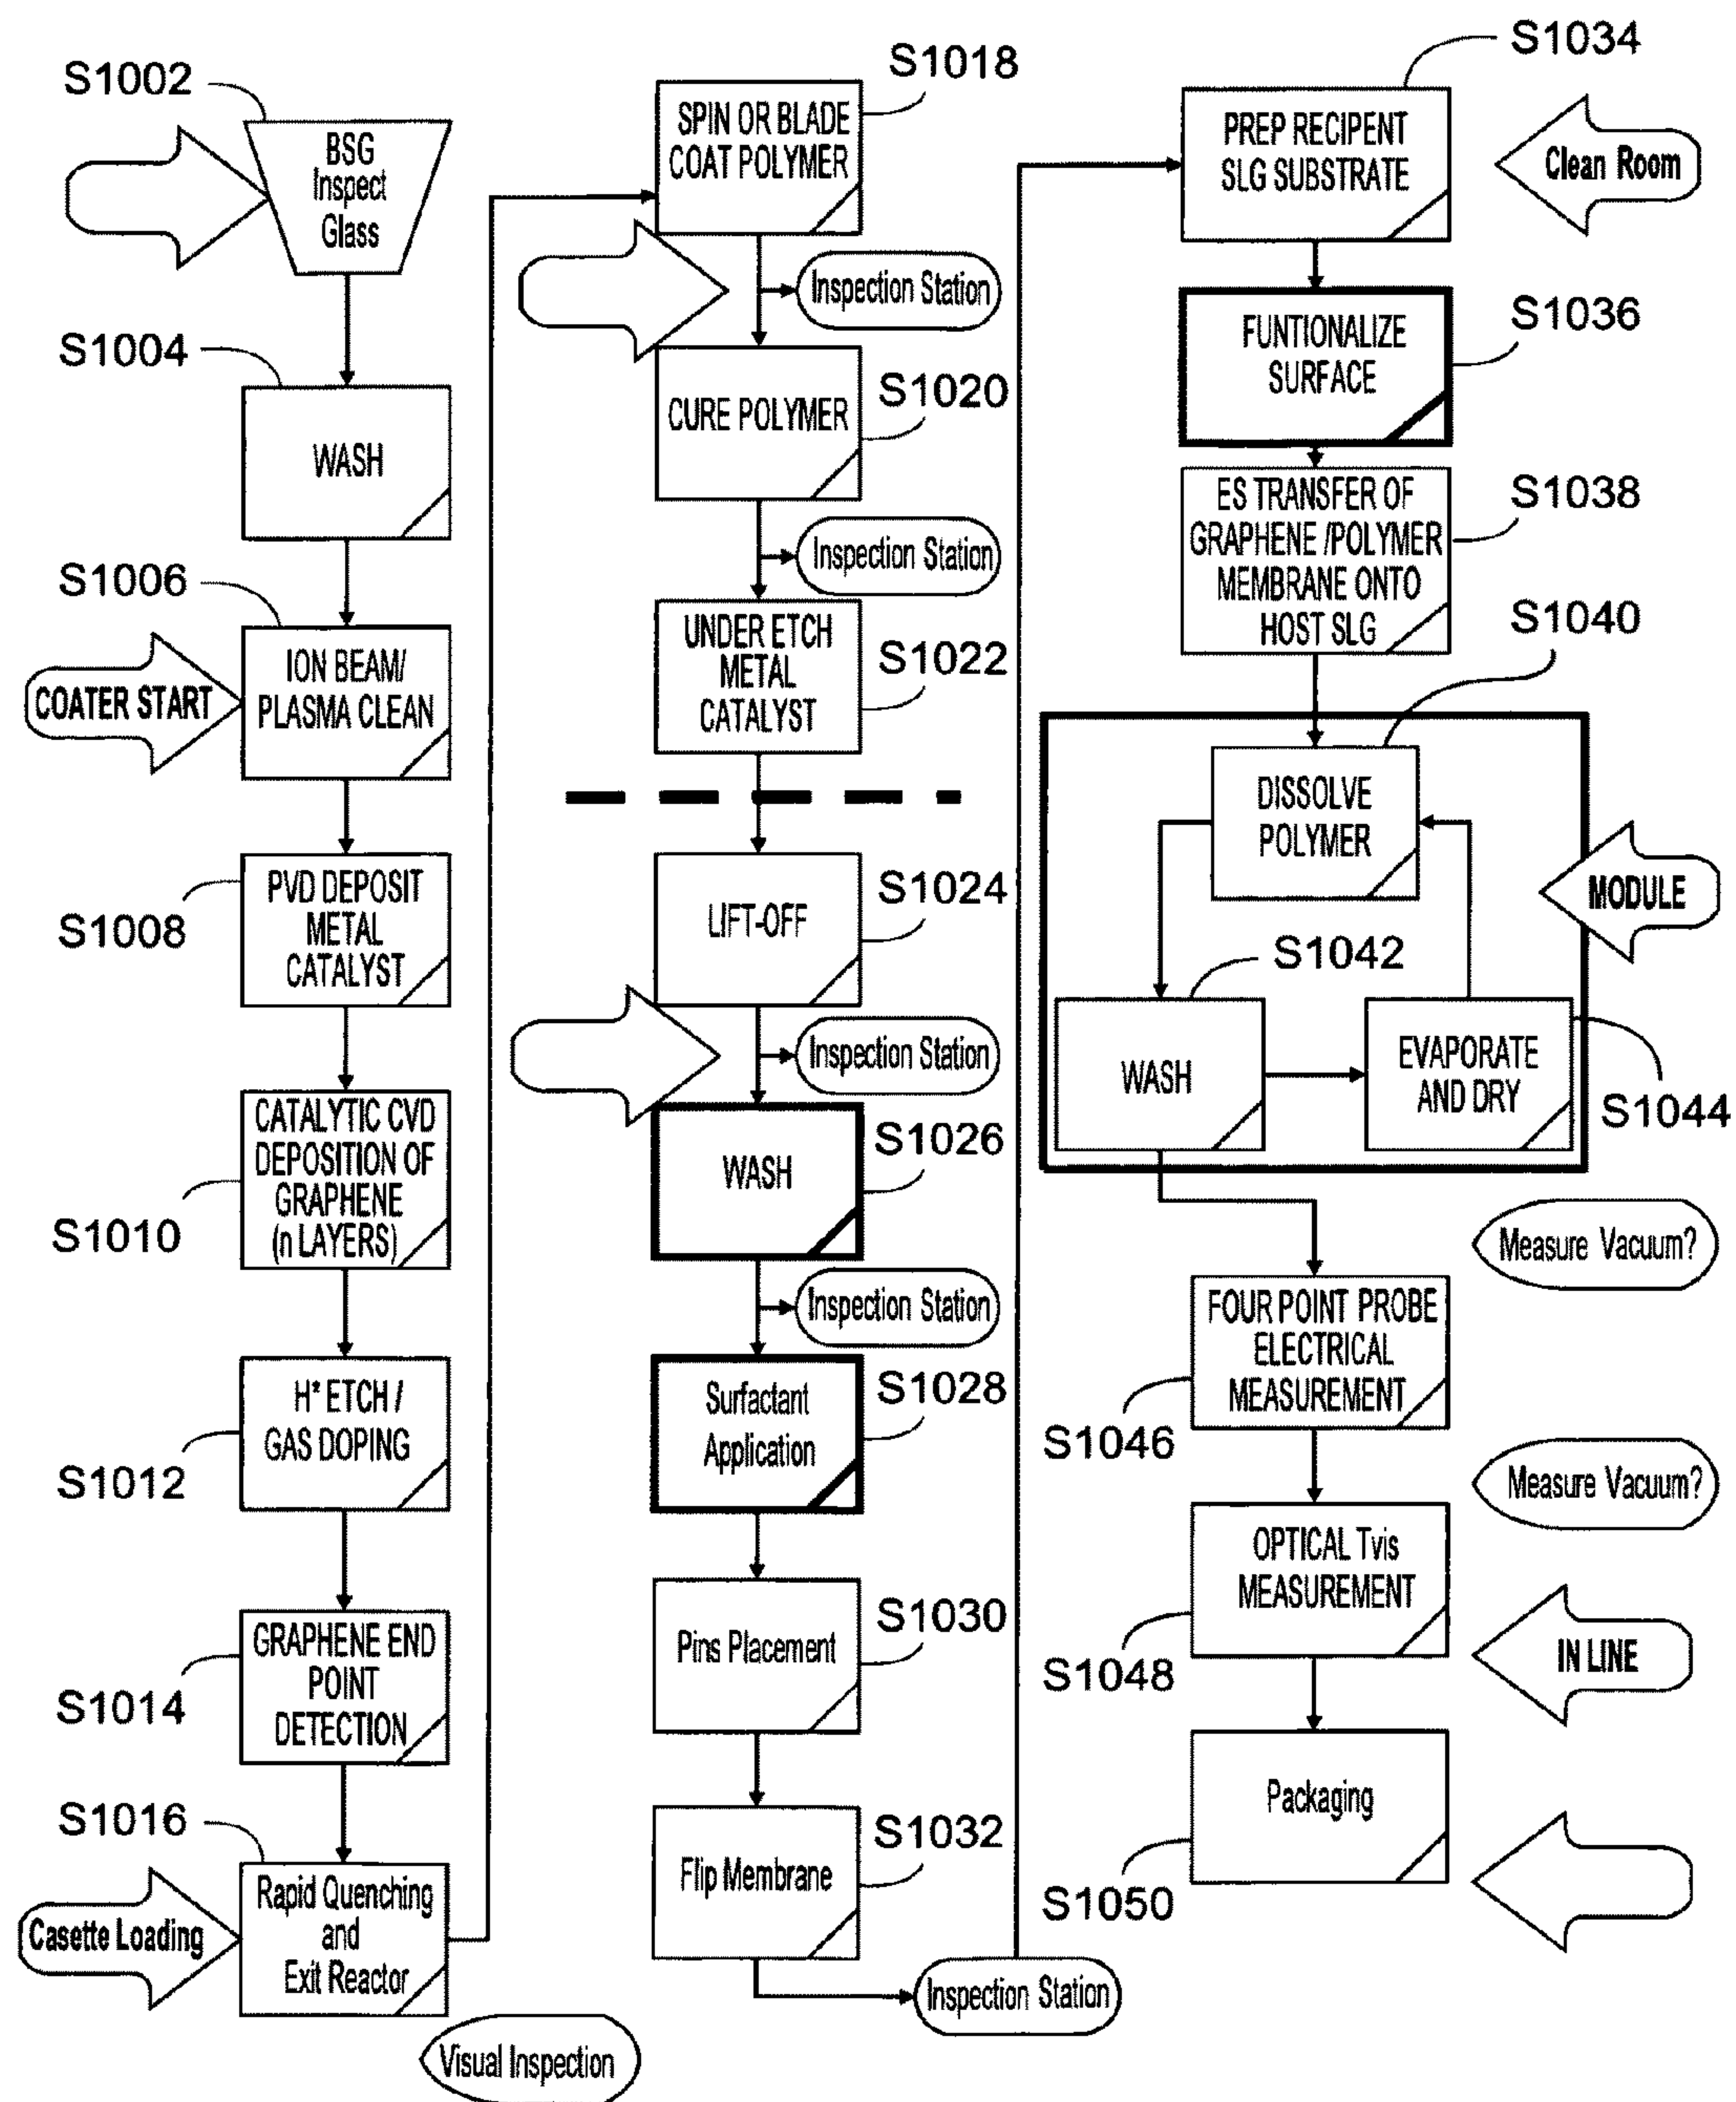 S1002
BSG
Inspect
Glass
S1004
WASH
S1006
COATER START
ION BEAM/
PLASMA CLEAN
S1008
PVD DEPOSIT
METAL
CATALYST
S1010
CATALYTIC CVD
DEPOSITION OF
GRAPHENE
(n LAYERS)
S1012
H* ETCH /
GAS DOPING
S1014
GRAPHENE END
POINT
DETECTION
S1016
Casette Loading
Rapid Quenching
and
Exit Reactor
Visual Inspection
S1018
SPIN OR BLADE
COAT POLYMER
Inspection Station
S1020
CURE POLYMER
Inspection Station
S1022
UNDER ETCH
METAL
CATALYST
S1024
LIFT-OFF
Inspection Station
S1026
WASH
Inspection Station
S1028
Surfactant
Application
S1030
Pins Placement
S1032
Flip Membrane
Inspection Station
S1034
PREP RECIPENT
SLG SUBSTRATE
Clean Room
S1036
FUNTIONALIZE
SURFACE
S1038
ES TRANSFER OF
GRAPHENE /POLYMER
MEMBRANE ONTO
HOST SLG
S1040
DISSOLVE
POLYMER
MODULE
S1042
WASH
EVAPORATE
AND DRY
S1044
Measure Vacuum?
FOUR POINT PROBE
ELECTRICAL
MEASUREMENT
S1046
Measure Vacuum?
OPTICAL Tvis
MEASUREMENT
S1048
IN LINE
Packaging
S1050